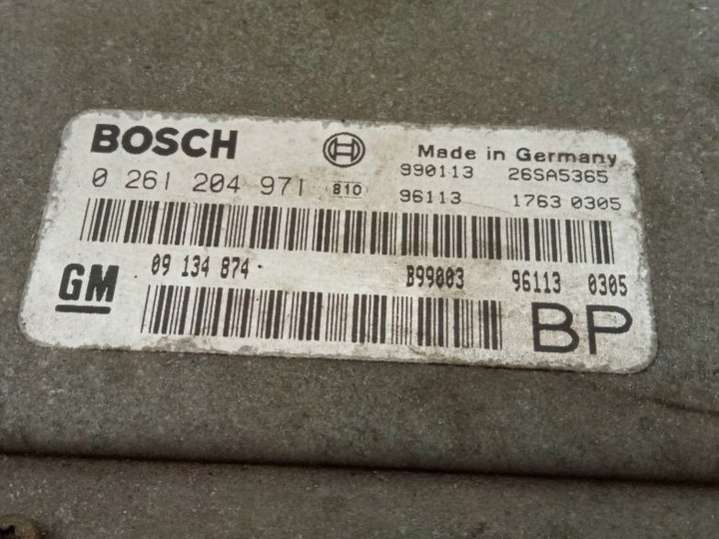 BOSCH Made in Germany
990113 26SA5365
0 261 204 971 810 96113 1763 0305
GM 09 134 874 B99003 96113 0305
BP